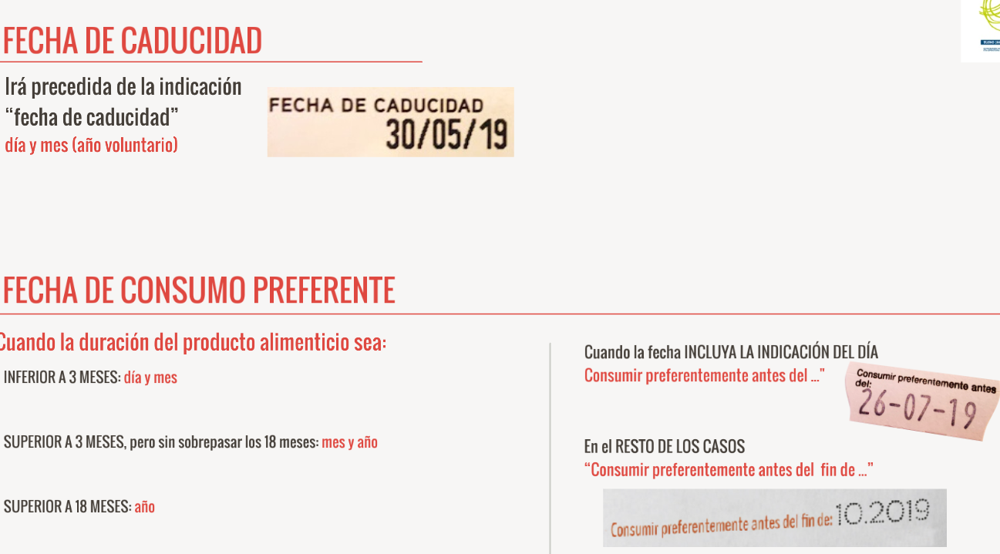 FECHA DE CADUCIDAD
Irá precedida de la indicación
“fecha de caducidad”
día y mes (año voluntario)
FECHA DE CADUCIDAD
30/05/19
FECHA DE CONSUMO PREFERENTE
Cuando la duración del producto alimenticio sea:
INFERIOR A 3 MESES: día y mes
SUPERIOR A 3 MESES, pero sin sobrepasar los 18 meses: mes y año
SUPERIOR A 18 MESES: año
Cuando la fecha INCLUYA LA INDICACIÓN DEL DÍA
Consumir preferentemente antes del ..."
Consumir preferentemente antes
del:
26-07-19
En el RESTO DE LOS CASOS
“Consumir preferentemente antes del fin de ...”
Consumir preferentemente antes del fin de: 10.2019